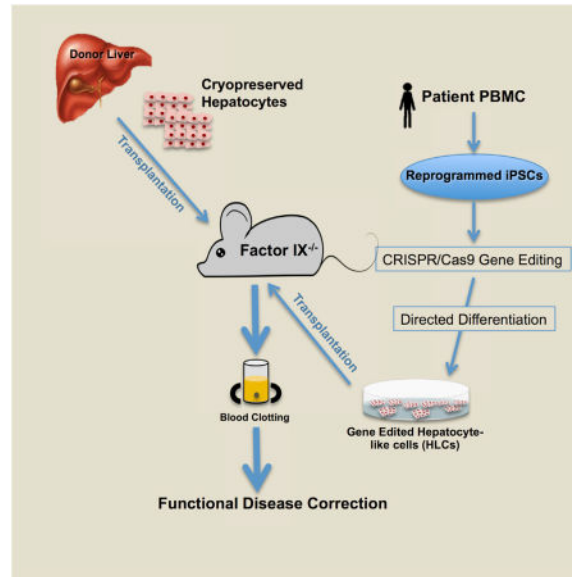 Donor Liver
Cryopreserved
Hepatocytes
Transplantation
Patient PBMC
Reprogrammed iPSCs
Factor IX-/-
CRISPR/Cas9 Gene Editing
Directed Differentiation
Transplantation
Blood Clotting
Gene Edited Hepatocyte-
like cells (HLCs)
Functional Disease Correction